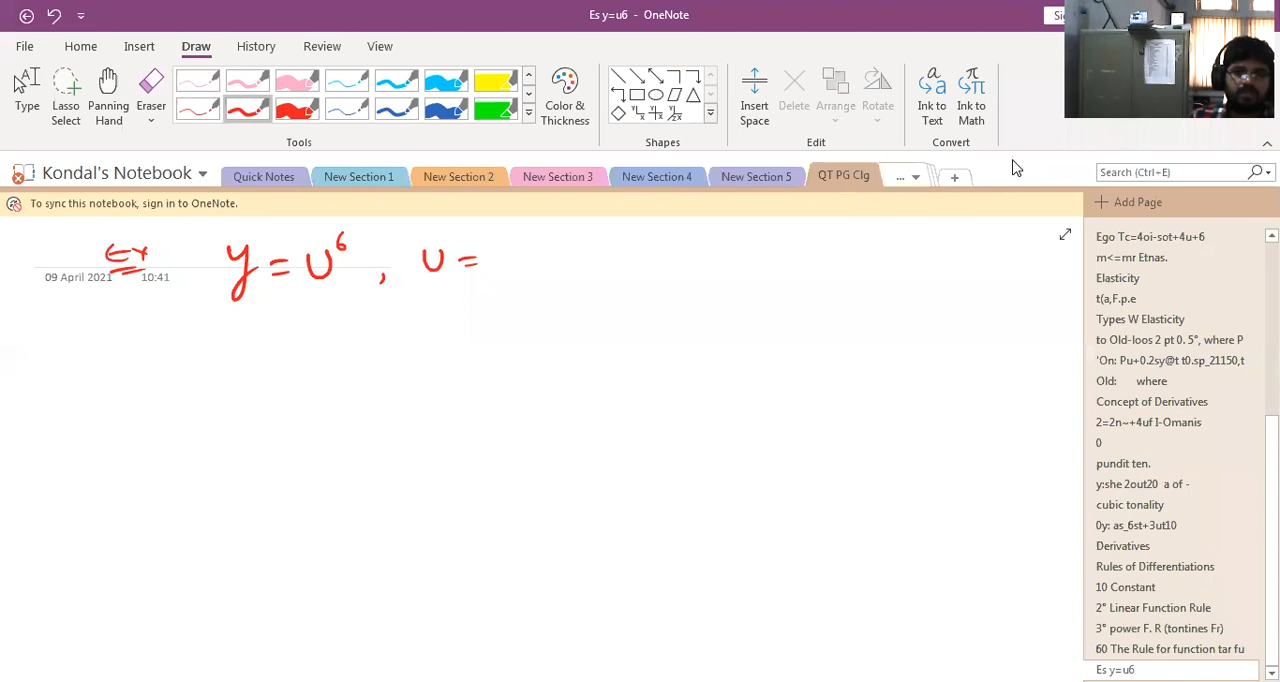 Es y=u6 - OneNote
File Home Insert Draw History Review View
Type Lasso Select Panning Hand Eraser Color & Thickness Insert Space Delete Arrange Rotate Ink to Text Ink to Math
Tools Shapes Edit Convert
Kondal's Notebook Quick Notes New Section 1 New Section 2 New Section 3 New Section 4 New Section 5 QT PG Clg ... Search (Ctrl+E)
To sync this notebook, sign in to OneNote.
Add Page
Ex y = u⁶, u =
09 April 2021 10:41
Ego Tc=4oi-sot+4u+6
m<=mr Etnas.
Elasticity
t(a,F.p.e
Types W Elasticity
to Old-loos 2 pt 0. 5°, where P
'On: Pu+0.2sy@t t0.sp_21150,t
Old: where
Concept of Derivatives
2=2n~+4uf I-Omanis
0
pundit ten.
y:she 2out20 a of -
cubic tonality
0y: as_6st+3ut10
Derivatives
Rules of Differentiations
10 Constant
2° Linear Function Rule
3° power F. R (tontines Fr)
60 The Rule for function tar fu
Es y=u6